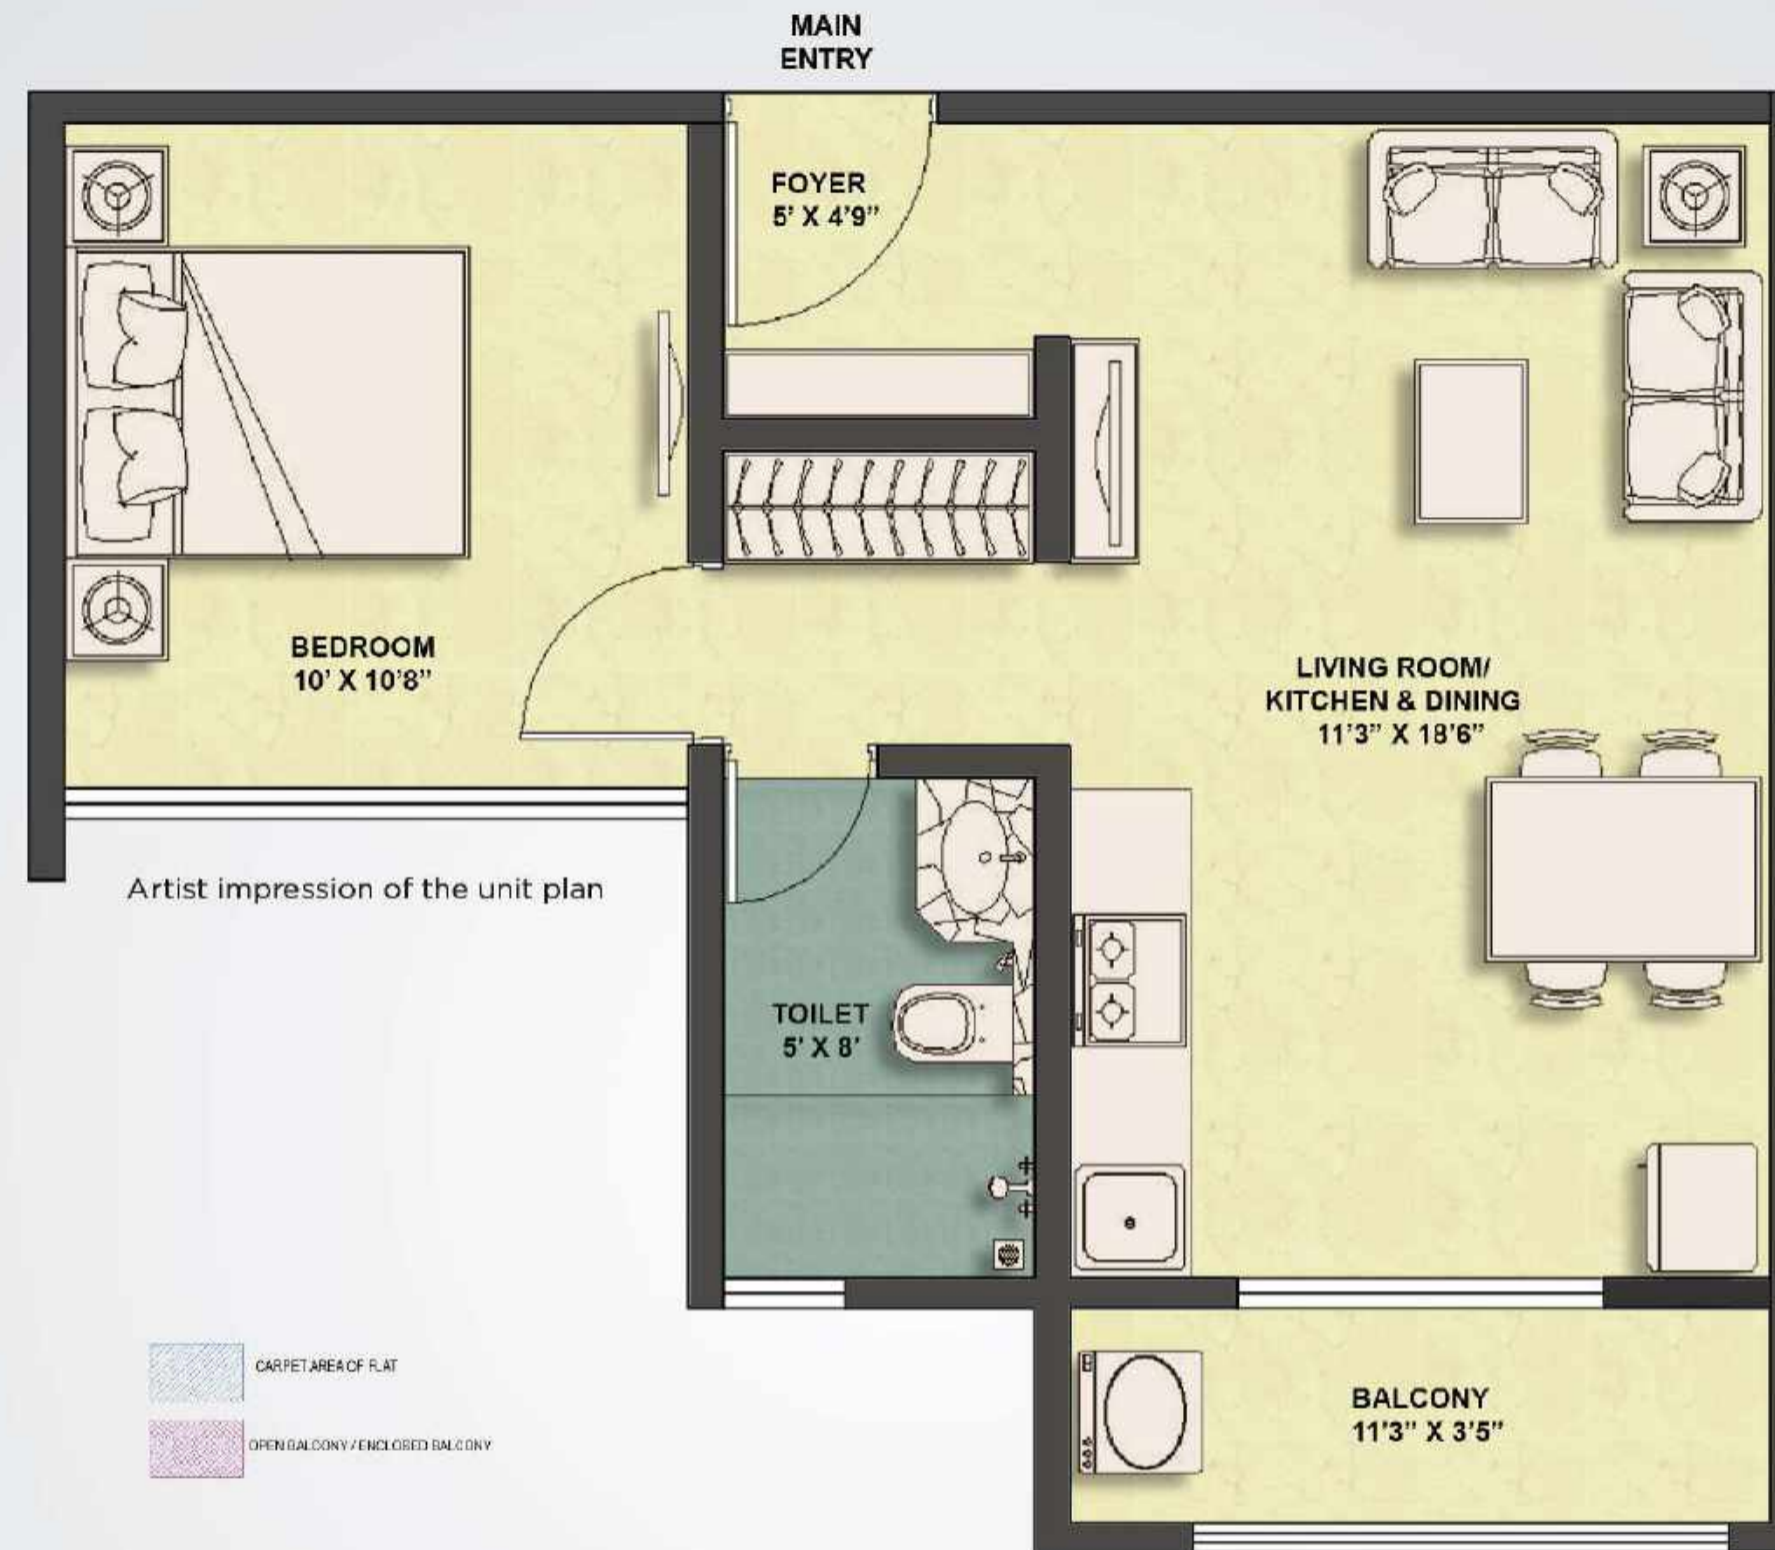 MAIN
ENTRY
FOYER
5' X 4'9”
BEDROOM
10' X 10'8”
LIVING ROOM/
KITCHEN & DINING
11'3” X 18'6”
Artist impression of the unit plan
TOILET
5' X 8'
CARPET AREA OF FLAT
OPEN BALCONY / ENCLOSED BALCONY
BALCONY
11'3” X 3'5”